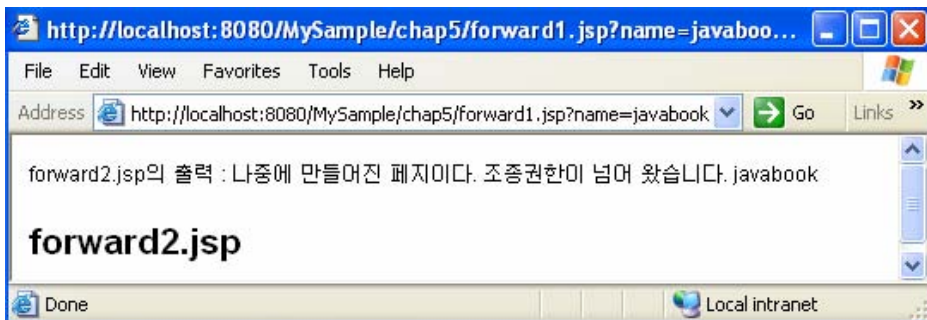 http://localhost:8080/MySample/chap5/forward1.jsp?name=javaboo...
File Edit View Favorites Tools Help
Address http://localhost:8080/MySample/chap5/forward1.jsp?name=javabook Go Links »
forward2.jsp의 출력 : 나중에 만들어진 페지이다. 조종권한이 넘어 왔습니다. javabook
forward2.jsp
Done Local intranet